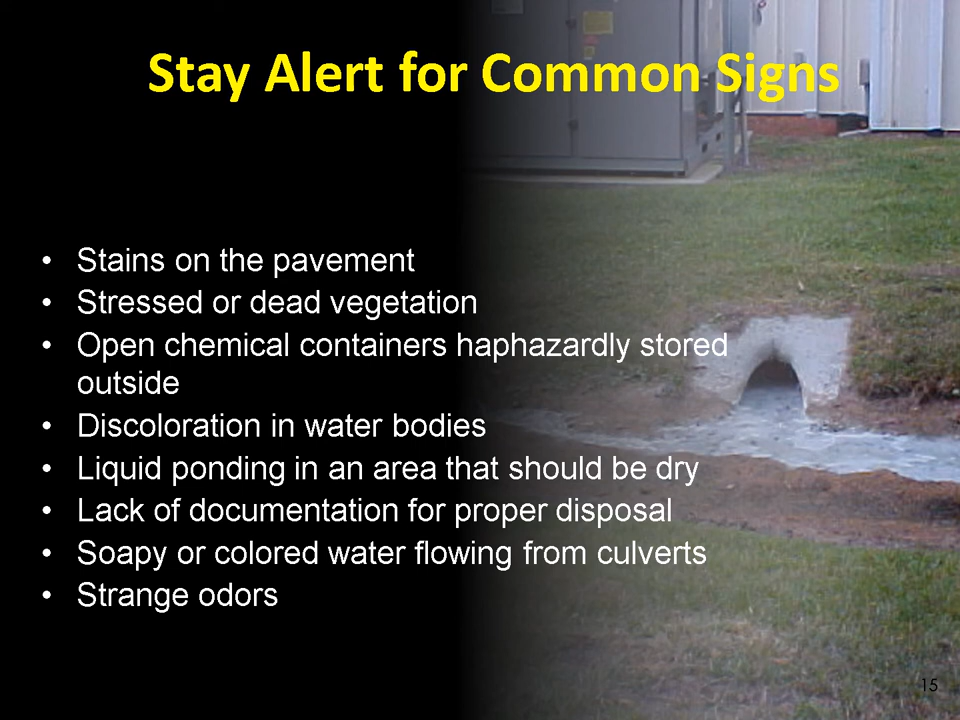 Stay Alert for Common Signs
• Stains on the pavement
• Stressed or dead vegetation
• Open chemical containers haphazardly stored
outside
• Discoloration in water bodies
• Liquid ponding in an area that should be dry
• Lack of documentation for proper disposal
• Soapy or colored water flowing from culverts
• Strange odors
15